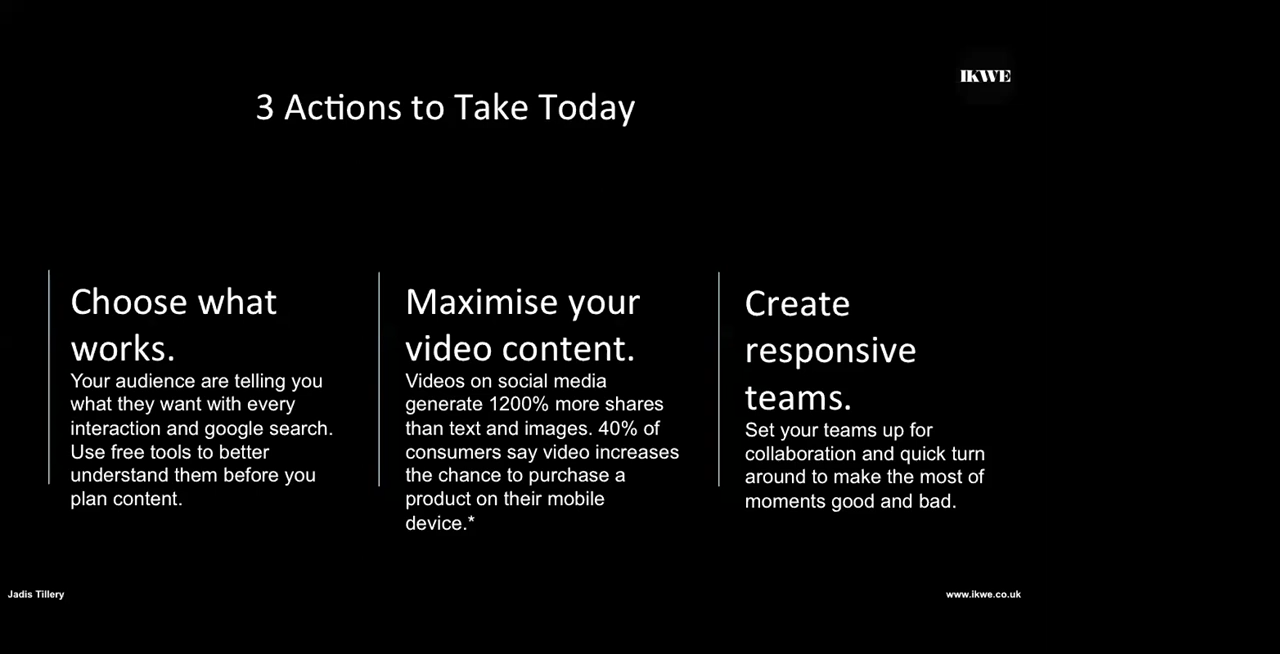 IKWE
3 Actions to Take Today
Choose what
works.
Your audience are telling you
what they want with every
interaction and google search.
Use free tools to better
understand them before you
plan content.
Maximise your
video content.
Videos on social media
generate 1200% more shares
than text and images. 40% of
consumers say video increases
the chance to purchase a
product on their mobile
device.*
Create
responsive
teams.
Set your teams up for
collaboration and quick turn
around to make the most of
moments good and bad.
Jadis Tillery
www.ikwe.co.uk